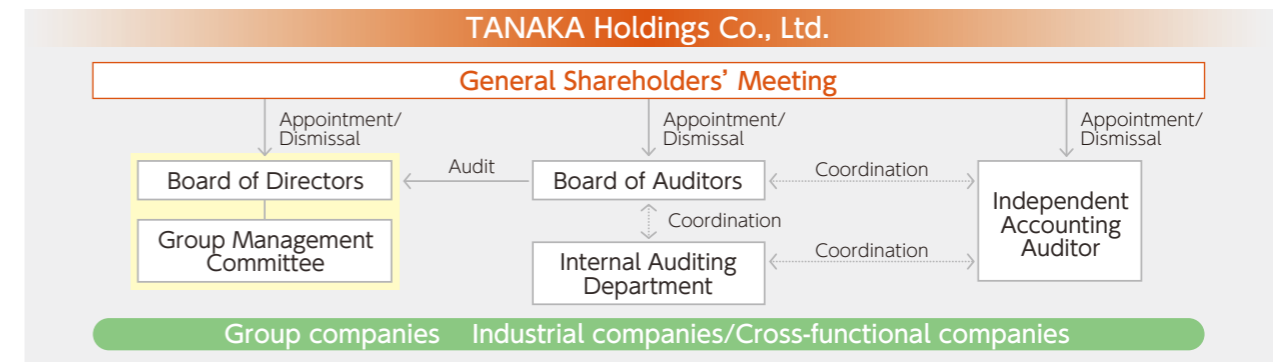 TANAKA Holdings Co., Ltd.
General Shareholders’ Meeting
Appointment/
Dismissal
Appointment/
Dismissal
Appointment/
Dismissal
Board of Directors
Audit
Board of Auditors
Coordination
Independent
Accounting
Auditor
Group Management
Committee
Coordination
Internal Auditing
Department
Coordination
Group companies Industrial companies/Cross-functional companies